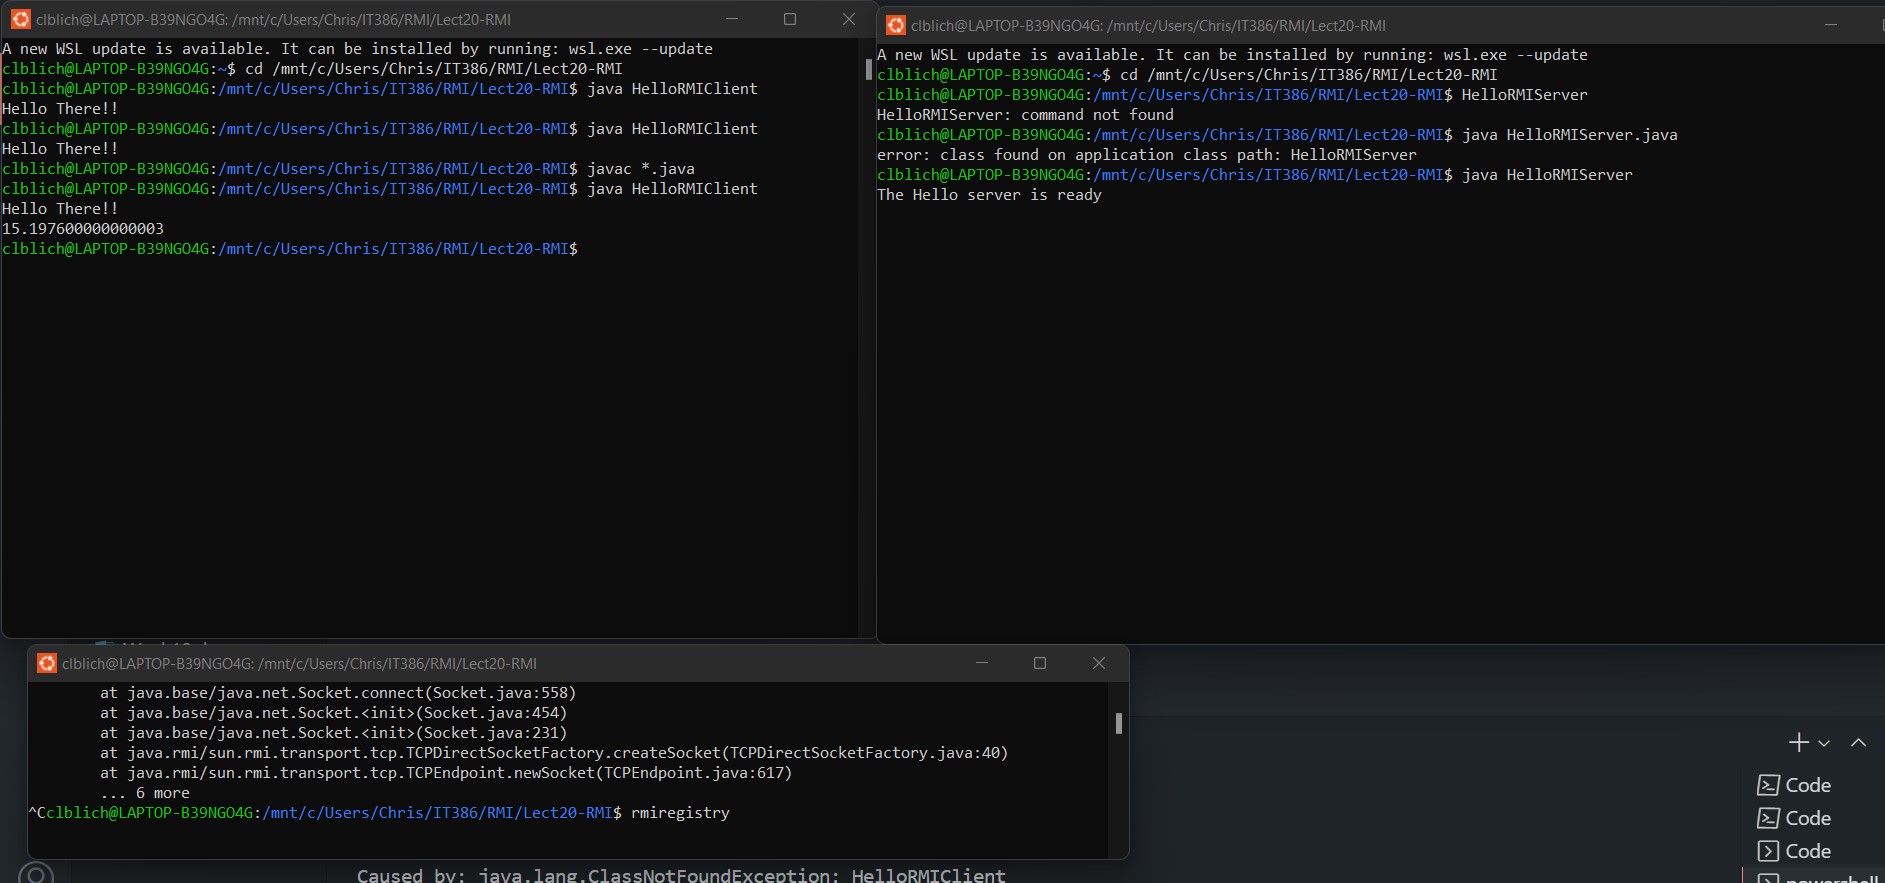 clblich@LAPTOP-B39NGO4G: /mnt/c/Users/Chris/IT386/RMI/Lect20-RMI
A new WSL update is available. It can be installed by running: wsl.exe --update
clblich@LAPTOP-B39NGO4G:~$ cd /mnt/c/Users/Chris/IT386/RMI/Lect20-RMI
clblich@LAPTOP-B39NGO4G:/mnt/c/Users/Chris/IT386/RMI/Lect20-RMI$ java HelloRMIClient
Hello There!!
clblich@LAPTOP-B39NGO4G:/mnt/c/Users/Chris/IT386/RMI/Lect20-RMI$ java HelloRMIClient
Hello There!!
clblich@LAPTOP-B39NGO4G:/mnt/c/Users/Chris/IT386/RMI/Lect20-RMI$ javac *.java
clblich@LAPTOP-B39NGO4G:/mnt/c/Users/Chris/IT386/RMI/Lect20-RMI$ java HelloRMIClient
Hello There!!
15.197600000000003
clblich@LAPTOP-B39NGO4G:/mnt/c/Users/Chris/IT386/RMI/Lect20-RMI$
clblich@LAPTOP-B39NGO4G: /mnt/c/Users/Chris/IT386/RMI/Lect20-RMI
A new WSL update is available. It can be installed by running: wsl.exe --update
clblich@LAPTOP-B39NGO4G:~$ cd /mnt/c/Users/Chris/IT386/RMI/Lect20-RMI
clblich@LAPTOP-B39NGO4G:/mnt/c/Users/Chris/IT386/RMI/Lect20-RMI$ HelloRMIServer
HelloRMIServer: command not found
clblich@LAPTOP-B39NGO4G:/mnt/c/Users/Chris/IT386/RMI/Lect20-RMI$ java HelloRMIServer.java
error: class found on application class path: HelloRMIServer
clblich@LAPTOP-B39NGO4G:/mnt/c/Users/Chris/IT386/RMI/Lect20-RMI$ java HelloRMIServer
The Hello server is ready
clblich@LAPTOP-B39NGO4G: /mnt/c/Users/Chris/IT386/RMI/Lect20-RMI
at java.base/java.net.Socket.connect(Socket.java:558)
at java.base/java.net.Socket.<init>(Socket.java:454)
at java.base/java.net.Socket.<init>(Socket.java:231)
at java.rmi/sun.rmi.transport.tcp.TCPDirectSocketFactory.createSocket(TCPDirectSocketFactory.java:40)
at java.rmi/sun.rmi.transport.tcp.TCPEndpoint.newSocket(TCPEndpoint.java:617)
... 6 more
^Cclblich@LAPTOP-B39NGO4G:/mnt/c/Users/Chris/IT386/RMI/Lect20-RMI$ rmiregistry
Caused by: java.lang.ClassNotFoundException: HelloRMIClient
Code
Code
Code
powershell